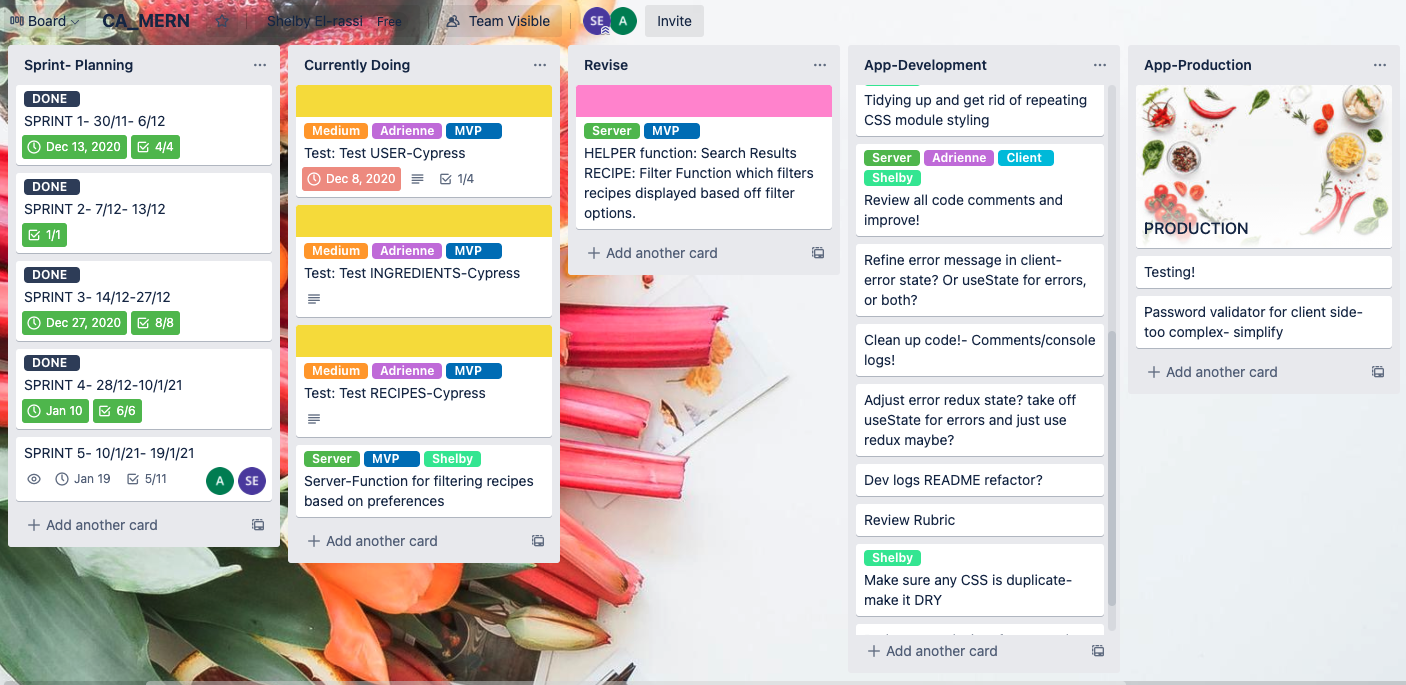 Board
CA_MERN
Shelby El-rassi Free
Team Visible
SE
A
Invite
Sprint- Planning
DONE
SPRINT 1- 30/11- 6/12
Dec 13, 2020
4/4
DONE
SPRINT 2- 7/12- 13/12
1/1
DONE
SPRINT 3- 14/12-27/12
Dec 27, 2020
8/8
DONE
SPRINT 4- 28/12-10/1/21
Jan 10
6/6
SPRINT 5- 10/1/21- 19/1/21
Jan 19
5/11
A
SE
Add another card
Currently Doing
Medium Adrienne MVP
Test: Test USER-Cypress
Dec 8, 2020
1/4
Medium Adrienne MVP
Test: Test INGREDIENTS-Cypress
Medium Adrienne MVP
Test: Test RECIPES-Cypress
Server MVP Shelby
Server-Function for filtering recipes
based on preferences
Add another card
Revise
Server MVP
HELPER function: Search Results
RECIPE: Filter Function which filters
recipes displayed based off filter
options.
Add another card
App-Development
Tidying up and get rid of repeating
CSS module styling
Server Adrienne Client
Shelby
Review all code comments and
improve!
Refine error message in client-
error state? Or useState for errors,
or both?
Clean up code!- Comments/console
logs!
Adjust error redux state? take off
useState for errors and just use
redux maybe?
Dev logs README refactor?
Review Rubric
Shelby
Make sure any CSS is duplicate-
make it DRY
Add another card
App-Production
PRODUCTION
Testing!
Password validator for client side-
too complex- simplify
Add another card